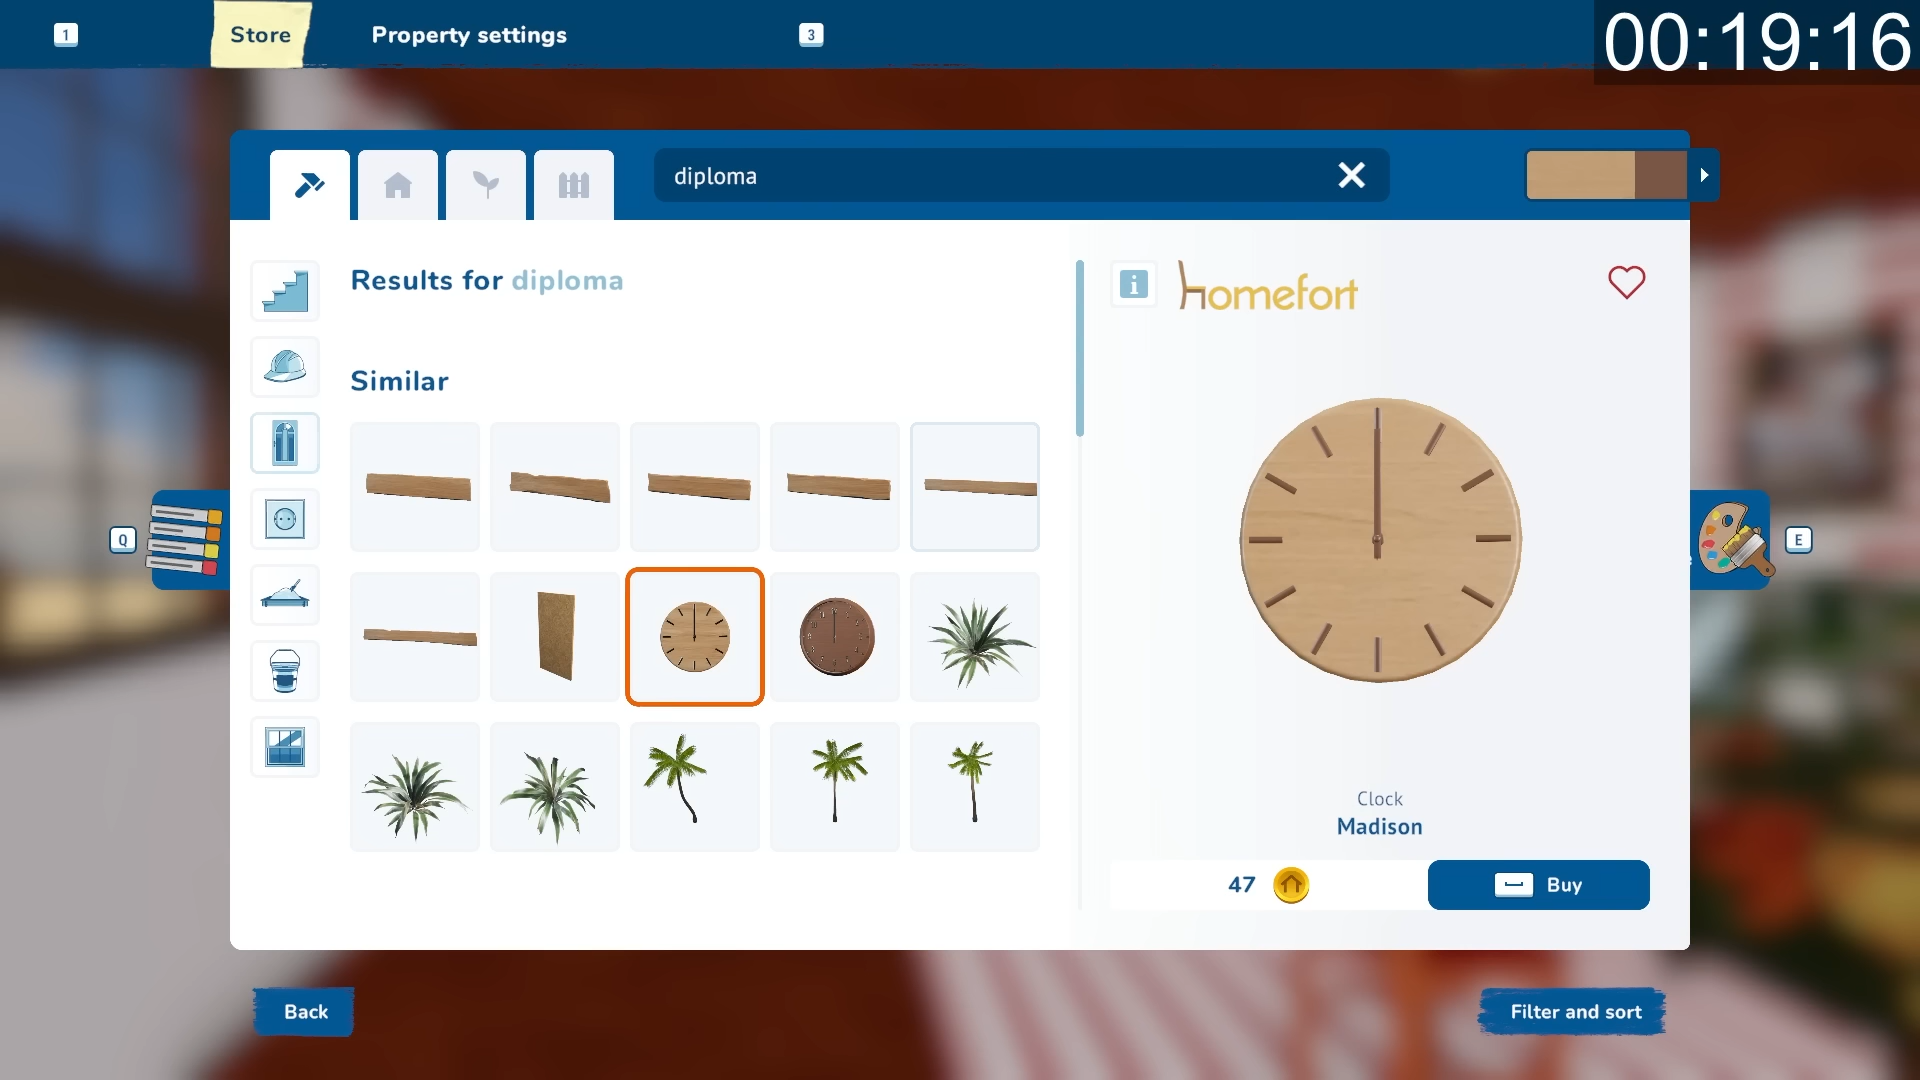 1
Store
Property settings
3
00:19:16
diploma
Results for diploma
i
homefort
Similar
Q
E
Clock
Madison
47
Buy
Back
Filter and sort